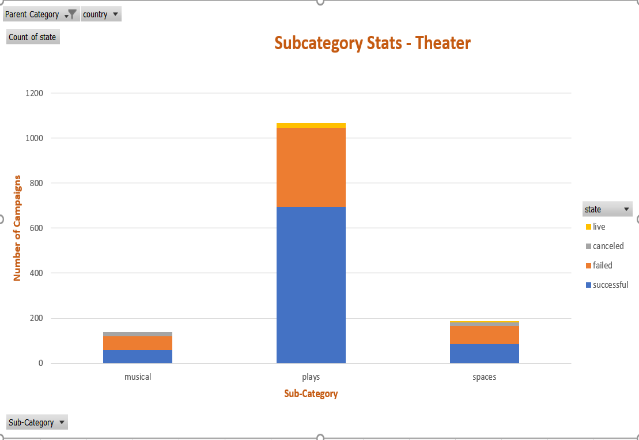 Parent Category country
Count of state
Subcategory Stats - Theater
1200
1000
800
600
400
200
0
Number of Campaigns
musical plays spaces
Sub-Category
state
live
canceled
failed
successful
Sub-Category